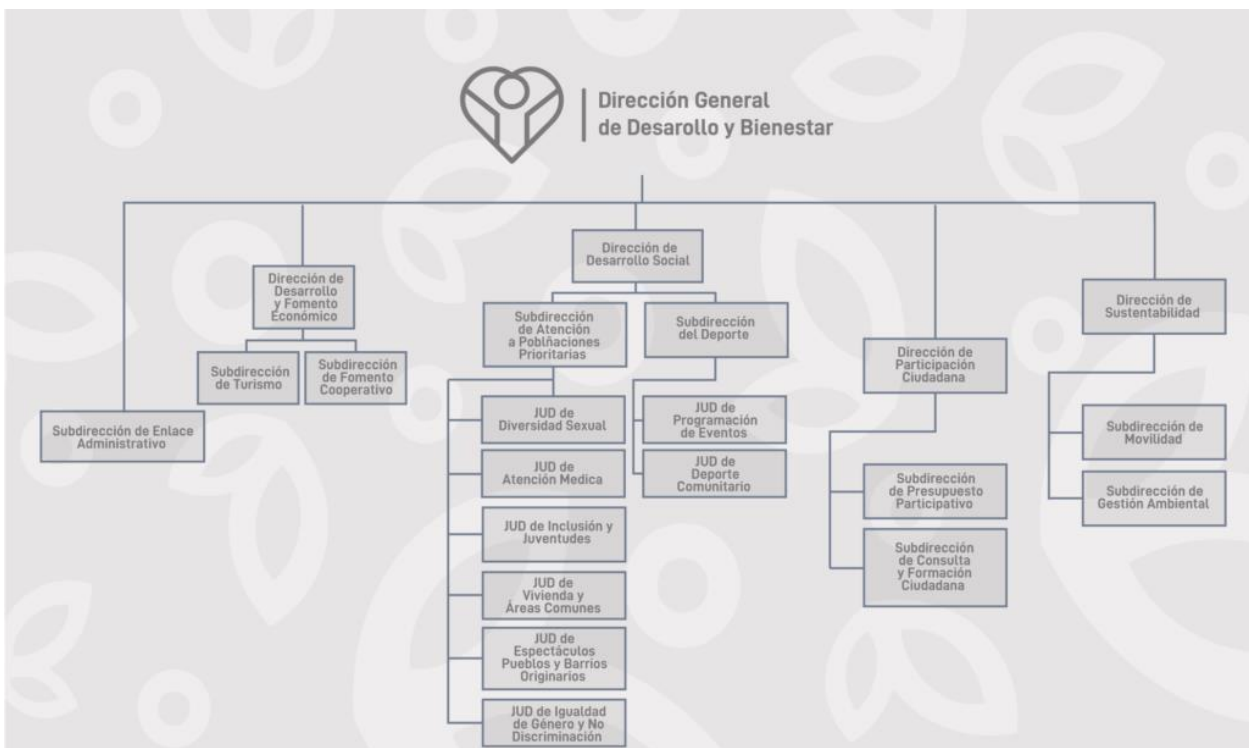 Dirección General
de Desarollo y Bienestar
Dirección de
Desarrollo Social
Dirección de
Desarrollo
y Fomento
Económico
Dirección de
Sustentabilidad
Subdirección
de Atención
a Poblñaciones
Prioritarias
Subdirección
del Deporte
Dirección de
Participación
Ciudadana
Subdirección
de Turismo
Subdirección
de Fomento
Cooperativo
Subdirección de Enlace
Administrativo
JUD de
Diversidad Sexual
JUD de
Programación
de Eventos
Subdirección de
Movilidad
JUD de
Atención Medica
JUD de
Deporte
Comunitario
Subdirección
de Presupuesto
Participativo
Subdirección de
Gestión Ambiental
JUD de Inclusión y
Juventudes
Subdirección
de Consulta
y Formación
Ciudadana
JUD de
Vivienda y
Áreas Comunes
JUD de
Espectáculos
Pueblos y Barrios
Originarios
JUD de Igualdad
de Género y No
Discriminación